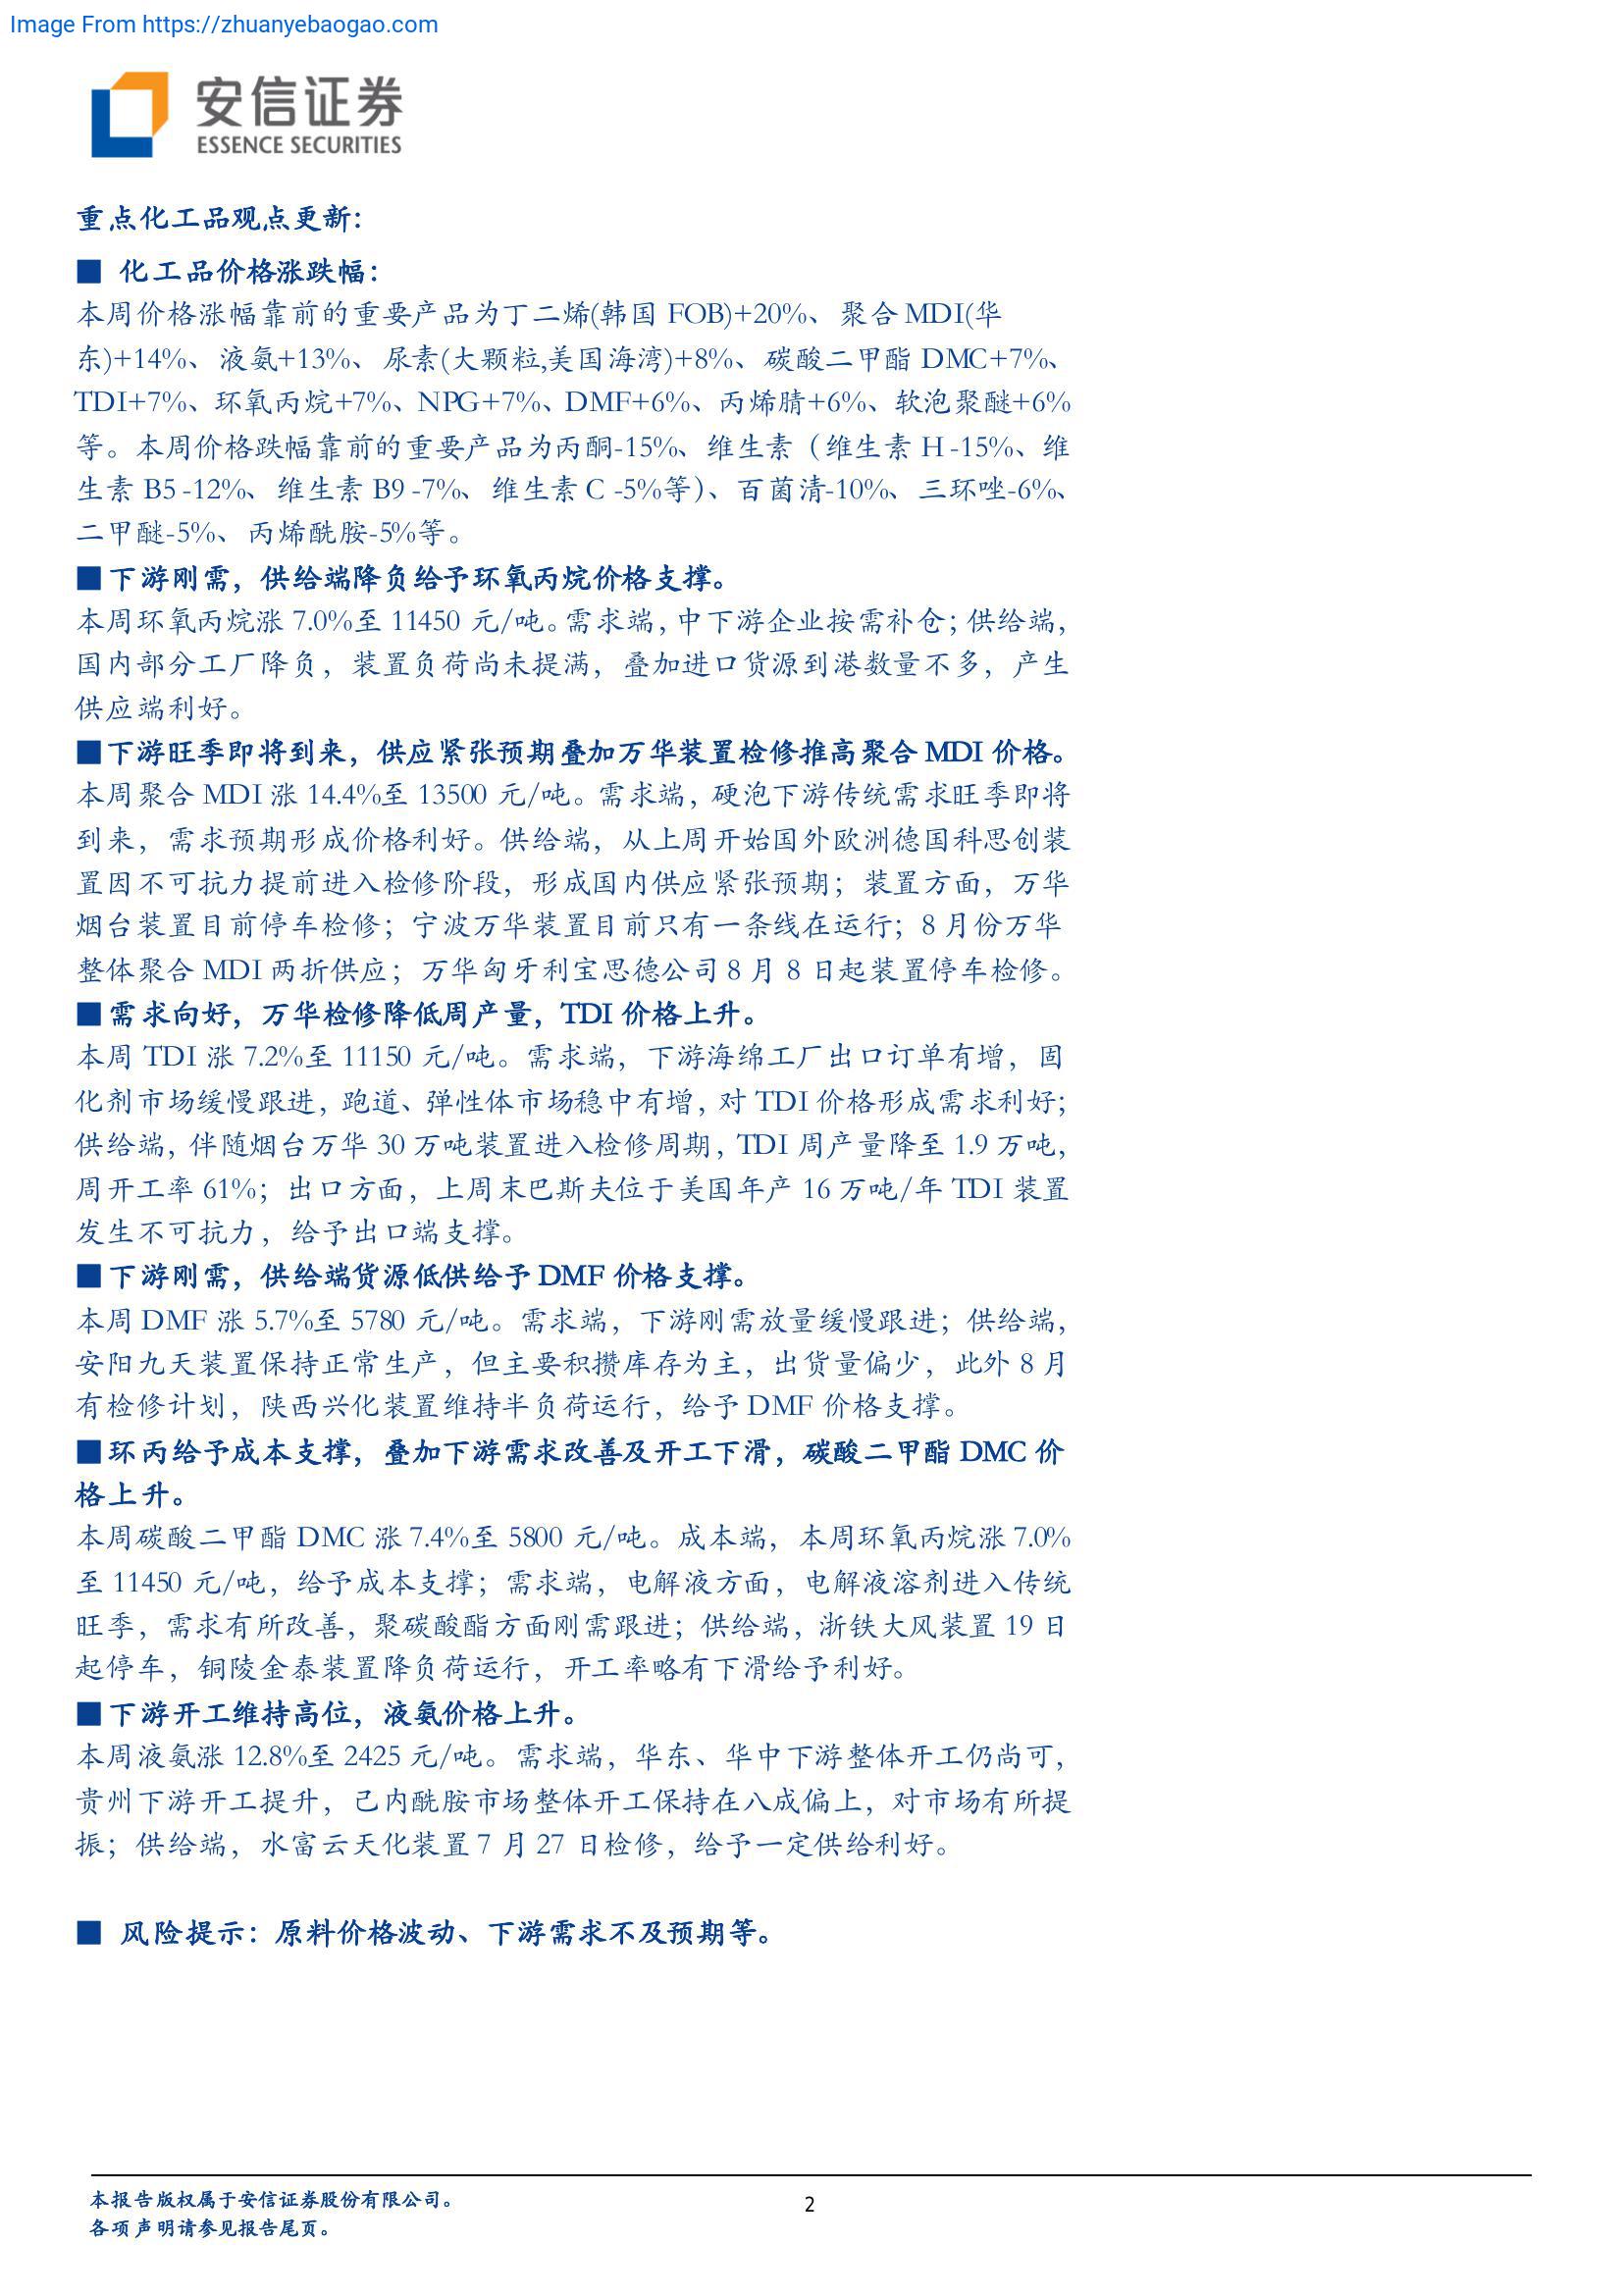 Image From https://zhuanyebaogao.com
安信证券
ESSENCE SECURITIES
重点化工品观点更新：
■ 化工品价格涨跌幅：
本周价格涨幅靠前的重要产品为丁二烯(韩国 FOB)+20%、聚合 MDI(华
东)+14%、液氨+13%、尿素(大颗粒,美国海湾)+8%、碳酸二甲酯 DMC+7%、
TDI+7%、环氧丙烷+7%、NPG+7%、DMF+6%、丙烯腈+6%、软泡聚醚+6%
等。本周价格跌幅靠前的重要产品为丙酮-15%、维生素（维生素 H -15%、维
生素 B5 -12%、维生素 B9 -7%、维生素 C -5%等）、百菌清-10%、三环唑-6%、
二甲醚-5%、丙烯酰胺-5%等。
■下游刚需，供给端降负给予环氧丙烷价格支撑。
本周环氧丙烷涨 7.0%至 11450 元/吨。需求端，中下游企业按需补仓；供给端，
国内部分工厂降负，装置负荷尚未提满，叠加进口货源到港数量不多，产生
供应端利好。
■下游旺季即将到来，供应紧张预期叠加万华装置检修推高聚合 MDI 价格。
本周聚合 MDI 涨 14.4%至 13500 元/吨。需求端，硬泡下游传统需求旺季即将
到来，需求预期形成价格利好。供给端，从上周开始国外欧洲德国科思创装
置因不可抗力提前进入检修阶段，形成国内供应紧张预期；装置方面，万华
烟台装置目前停车检修；宁波万华装置目前只有一条线在运行；8 月份万华
整体聚合 MDI 两折供应；万华匈牙利宝思德公司 8 月 8 日起装置停车检修。
■需求向好，万华检修降低周产量，TDI 价格上升。
本周 TDI 涨 7.2%至 11150 元/吨。需求端，下游海绵工厂出口订单有增，固
化剂市场缓慢跟进，跑道、弹性体市场稳中有增，对 TDI 价格形成需求利好；
供给端，伴随烟台万华 30 万吨装置进入检修周期，TDI 周产量降至 1.9 万吨，
周开工率 61%；出口方面，上周末巴斯夫位于美国年产 16 万吨/年 TDI 装置
发生不可抗力，给予出口端支撑。
■下游刚需，供给端货源低供给予 DMF 价格支撑。
本周 DMF 涨 5.7%至 5780 元/吨。需求端，下游刚需放量缓慢跟进；供给端，
安阳九天装置保持正常生产，但主要积攒库存为主，出货量偏少，此外 8 月
有检修计划，陕西兴化装置维持半负荷运行，给予 DMF 价格支撑。
■环丙给予成本支撑，叠加下游需求改善及开工下滑，碳酸二甲酯 DMC 价
格上升。
本周碳酸二甲酯 DMC 涨 7.4%至 5800 元/吨。成本端，本周环氧丙烷涨 7.0%
至 11450 元/吨，给予成本支撑；需求端，电解液方面，电解液溶剂进入传统
旺季，需求有所改善，聚碳酸酯方面刚需跟进；供给端，浙铁大风装置 19 日
起停车，铜陵金泰装置降负荷运行，开工率略有下滑给予利好。
■下游开工维持高位，液氨价格上升。
本周液氨涨 12.8%至 2425 元/吨。需求端，华东、华中下游整体开工仍尚可，
贵州下游开工提升，己内酰胺市场整体开工保持在八成偏上，对市场有所提
振；供给端，水富云天化装置 7 月 27 日检修，给予一定供给利好。
■ 风险提示：原料价格波动、下游需求不及预期等。
本报告版权属于安信证券股份有限公司。
2
各项声明请参见报告尾页。